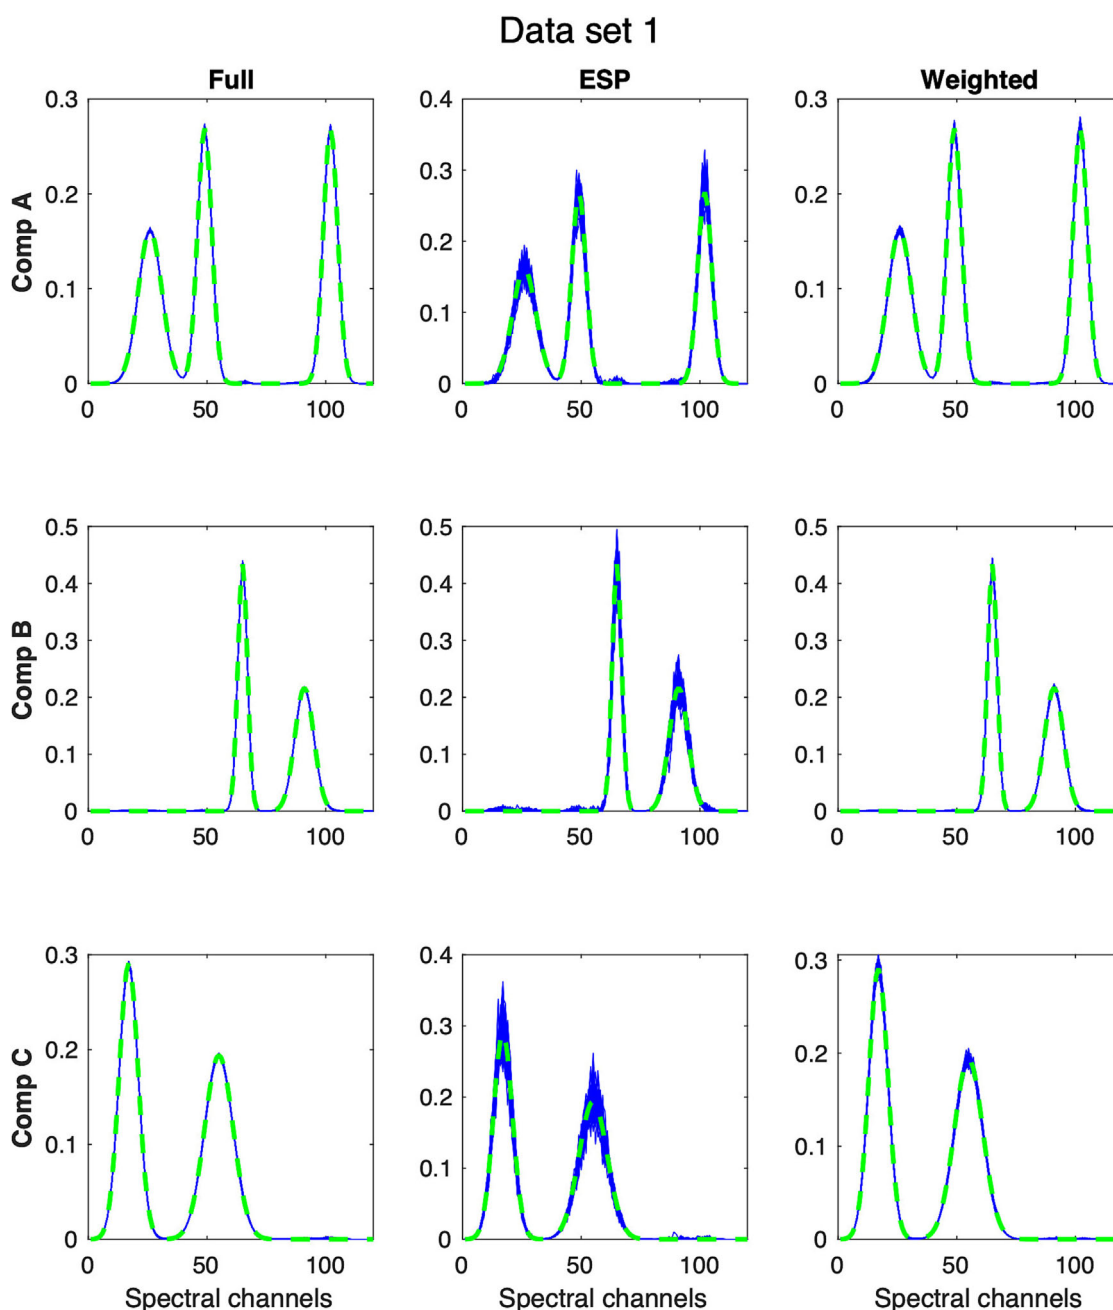 Data set 1
Full ESP Weighted
Comp A
0.3 0.4 0.3
0.3
0.2 0.2
0.2
0.1 0.1
0.1
0 0 0
0 50 100 0 50 100 0 50 100
Comp B
0.5 0.5 0.5
0.4 0.4 0.4
0.3 0.3 0.3
0.2 0.2 0.2
0.1 0.1 0.1
0 0 0
0 50 100 0 50 100 0 50 100
Comp C
0.3 0.4 0.3
0.3
0.2 0.2
0.2
0.1 0.1
0.1
0 0 0
0 50 100 0 50 100 0 50 100
Spectral channels Spectral channels Spectral channels